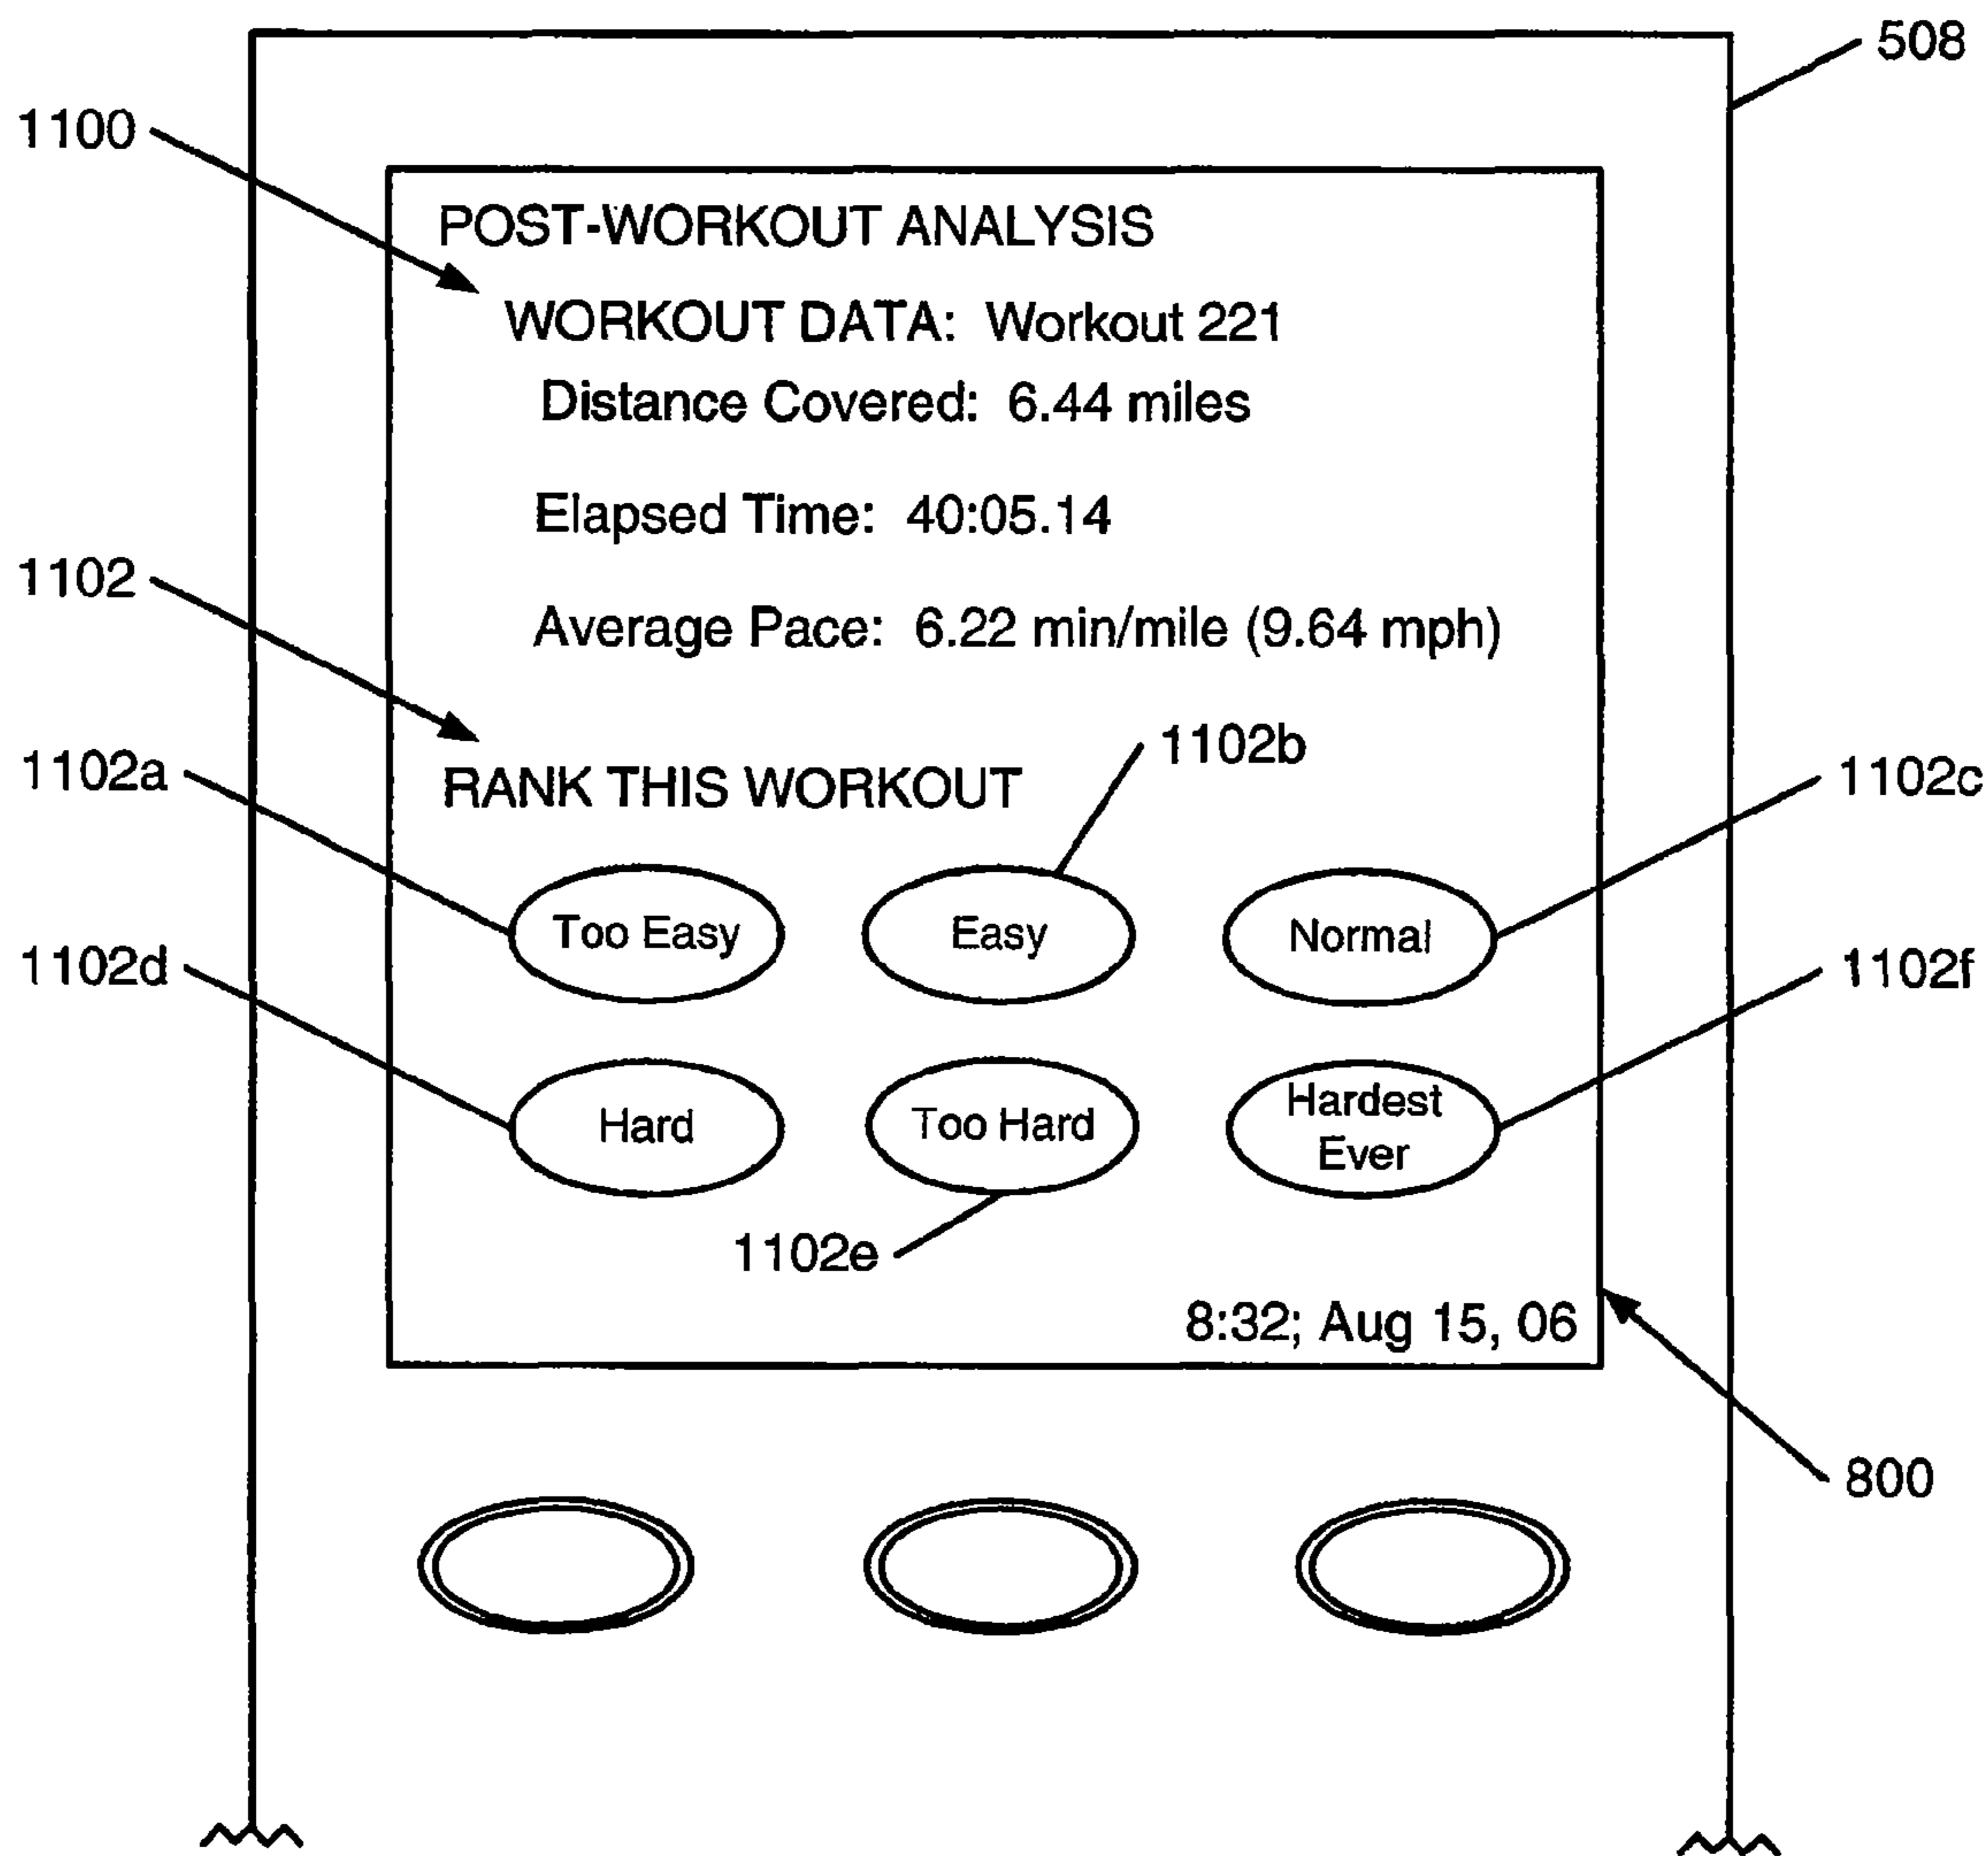 508
1100
POST-WORKOUT ANALYSIS
WORKOUT DATA: Workout 221
Distance Covered: 6.44 miles
Elapsed Time: 40:05.14
1102
Average Pace: 6.22 min/mile (9.64 mph)
1102b
1102a
RANK THIS WORKOUT
1102c
Too Easy
Easy
Normal
1102d
1102f
Hard
Too Hard
Hardest
Ever
1102e
8:32; Aug 15, 06
800